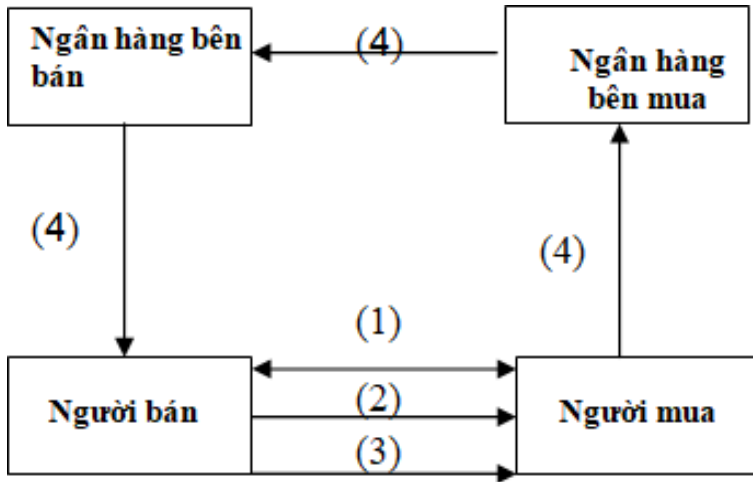 Ngân hàng bên
bán
(4)
Ngân hàng
bên mua
(4)
(4)
(1)
Người bán
(2)
Người mua
(3)